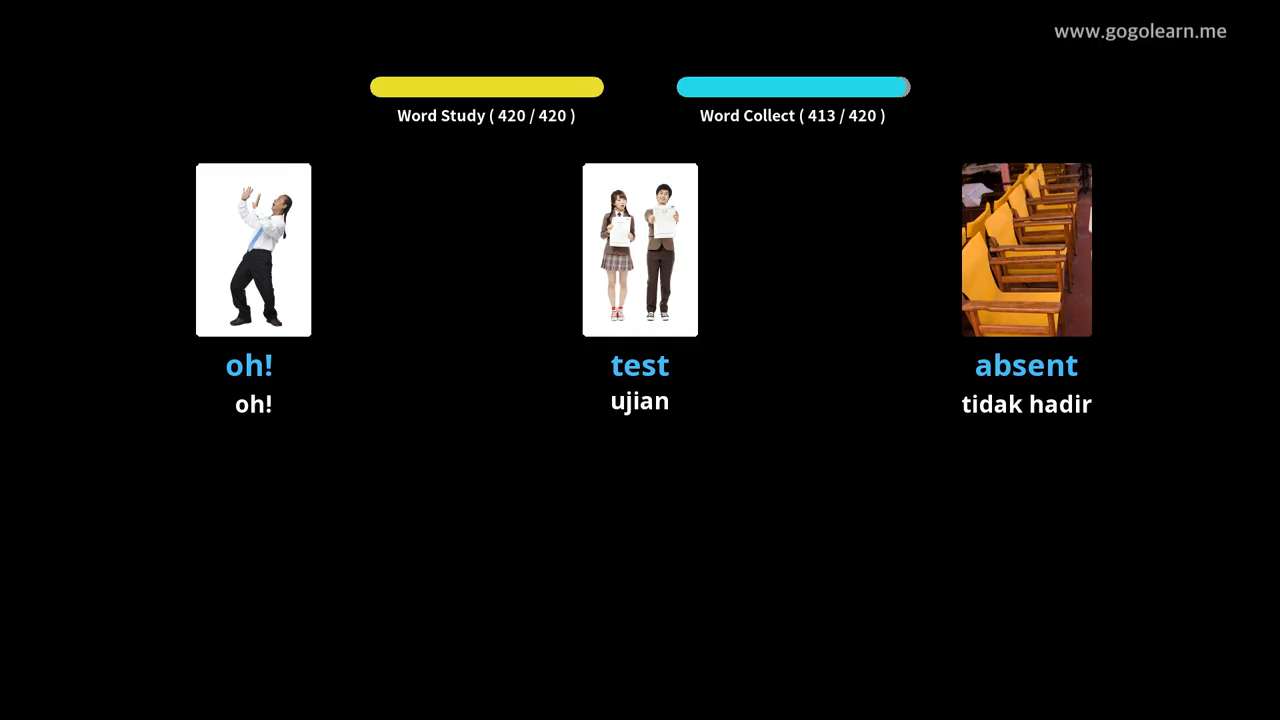 www.gogolearn.me
Word Study ( 420 / 420 )
Word Collect ( 413 / 420 )
oh!
oh!
test
ujian
absent
tidak hadir